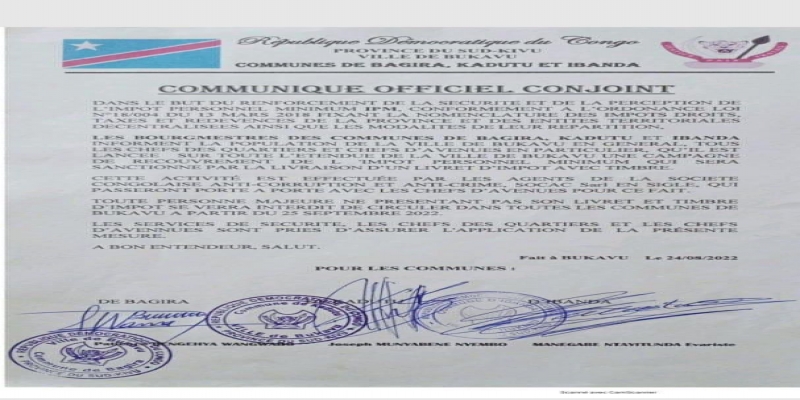 République Démocratique du Congo
PROVINCE DU SUD-KIVU
VILLE DE BUKAVU
COMMUNES DE BAGIRA, KADUTU ET IBANDA
COMMUNIQUE OFFICIEL CONJOINT
DANS LE BUT DU RENFORCEMENT DE LA SECURITE ET DE LA PERCEPTION DE
L'IMPOT PERSONNEL MINIMUM IPM, CONFORMEMENT A L'ORDONANCE LOI
N°18/004 DU 13 MARS 2018 FIXANT LA NOMENCLATURE DES IMPOTS DROITS,
TAXES ET REDEVENCES DE LA PROVINCE ET DES ENTITES TERRITORIALES
DECENTRALISEES AINSI QUE LES MODALITES DE LEUR REPARTITION,
LES BOURGMESTRES DES COMMUNES DE BAGIRA, KADUTU ET IBANDA
INFORMENT LA POPULATION DE LA VILLE DE BUKAVU EN GENERAL, TOUS
LES CHEFS DES QUARTIERS ET CHEFS D'AVENUES EN PARTICULIER, QU'IL EST
LANCEE SUR TOUTE L'ETENDUE DE LA VILLE DE BUKAVU UNE CAMPAGNE
DE RECOUVREMENT DE L'IMPOT PERSONNEL MINIMUM QUI SERA
SANCTIONNE PAR LA LIVRAISON D'UN LIVRET D'IMPOT AVEC TIMBRE.
CETTE ACTIVITE EST EFFECTUEE PAR LES AGENTS DE LA SOCIETE
CONGOLAISE ANTI-CORRUPTION ET ANTI-CRIME, SOCAC Sarl EN SIGLE, QUI
PASSERONT PORTE A PORTE AVEC LES CHEFS D'AVENUES POUR CE FAIT.
TOUTE PERSONNE MAJEURE NE PRESENTANT PAS SON LIVRET ET TIMBRE
D'IMPOT SE VERRA INTERDIT DE CIRCULER DANS TOUTES LES COMMUNES DE
BUKAVU A PARTIR DU 25 SEPTEMBRE 2022.
LES SERVICES DE SECURITE, LES CHEFS DES QUARTIERS ET LES CHEFS
D'AVENNUES SONT PRIES D'ASSURER L'APPLICATION DE LA PRESENTE
MESURE.
A BON ENTENDEUR, SALUT.
Fait à BUKAVU Le 24/08/2022
POUR LES COMMUNES :
DE BAGIRA
IBANDA
Joseph MUNYABENE NYEMBO
MANEGABE NTAYITUNDA Evariste
Scanné avec CamScanner